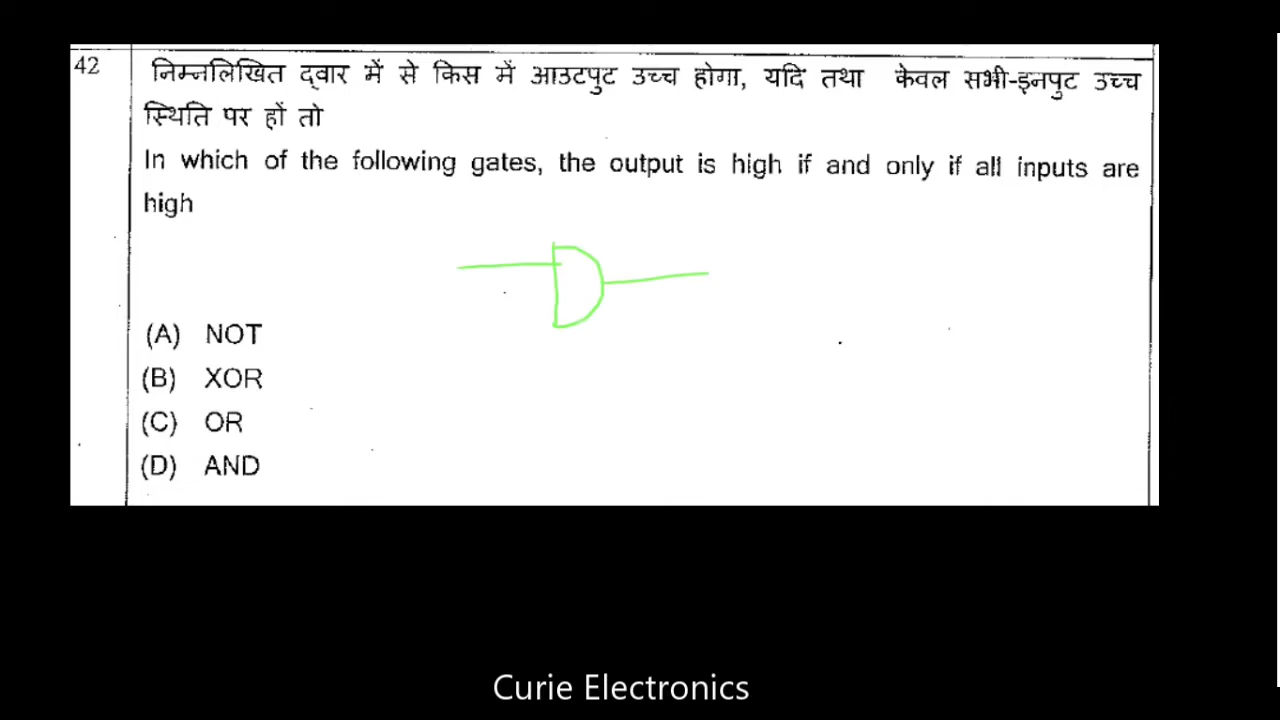 42
निम्नलिखित द्वार में से किस में आउटपुट उच्च होगा, यदि तथा केवल सभी-इनपुट उच्च
स्थिति पर हों तो
In which of the following gates, the output is high if and only if all inputs are
high
(A) NOT
(B) XOR
(C) OR
(D) AND
Curie Electronics